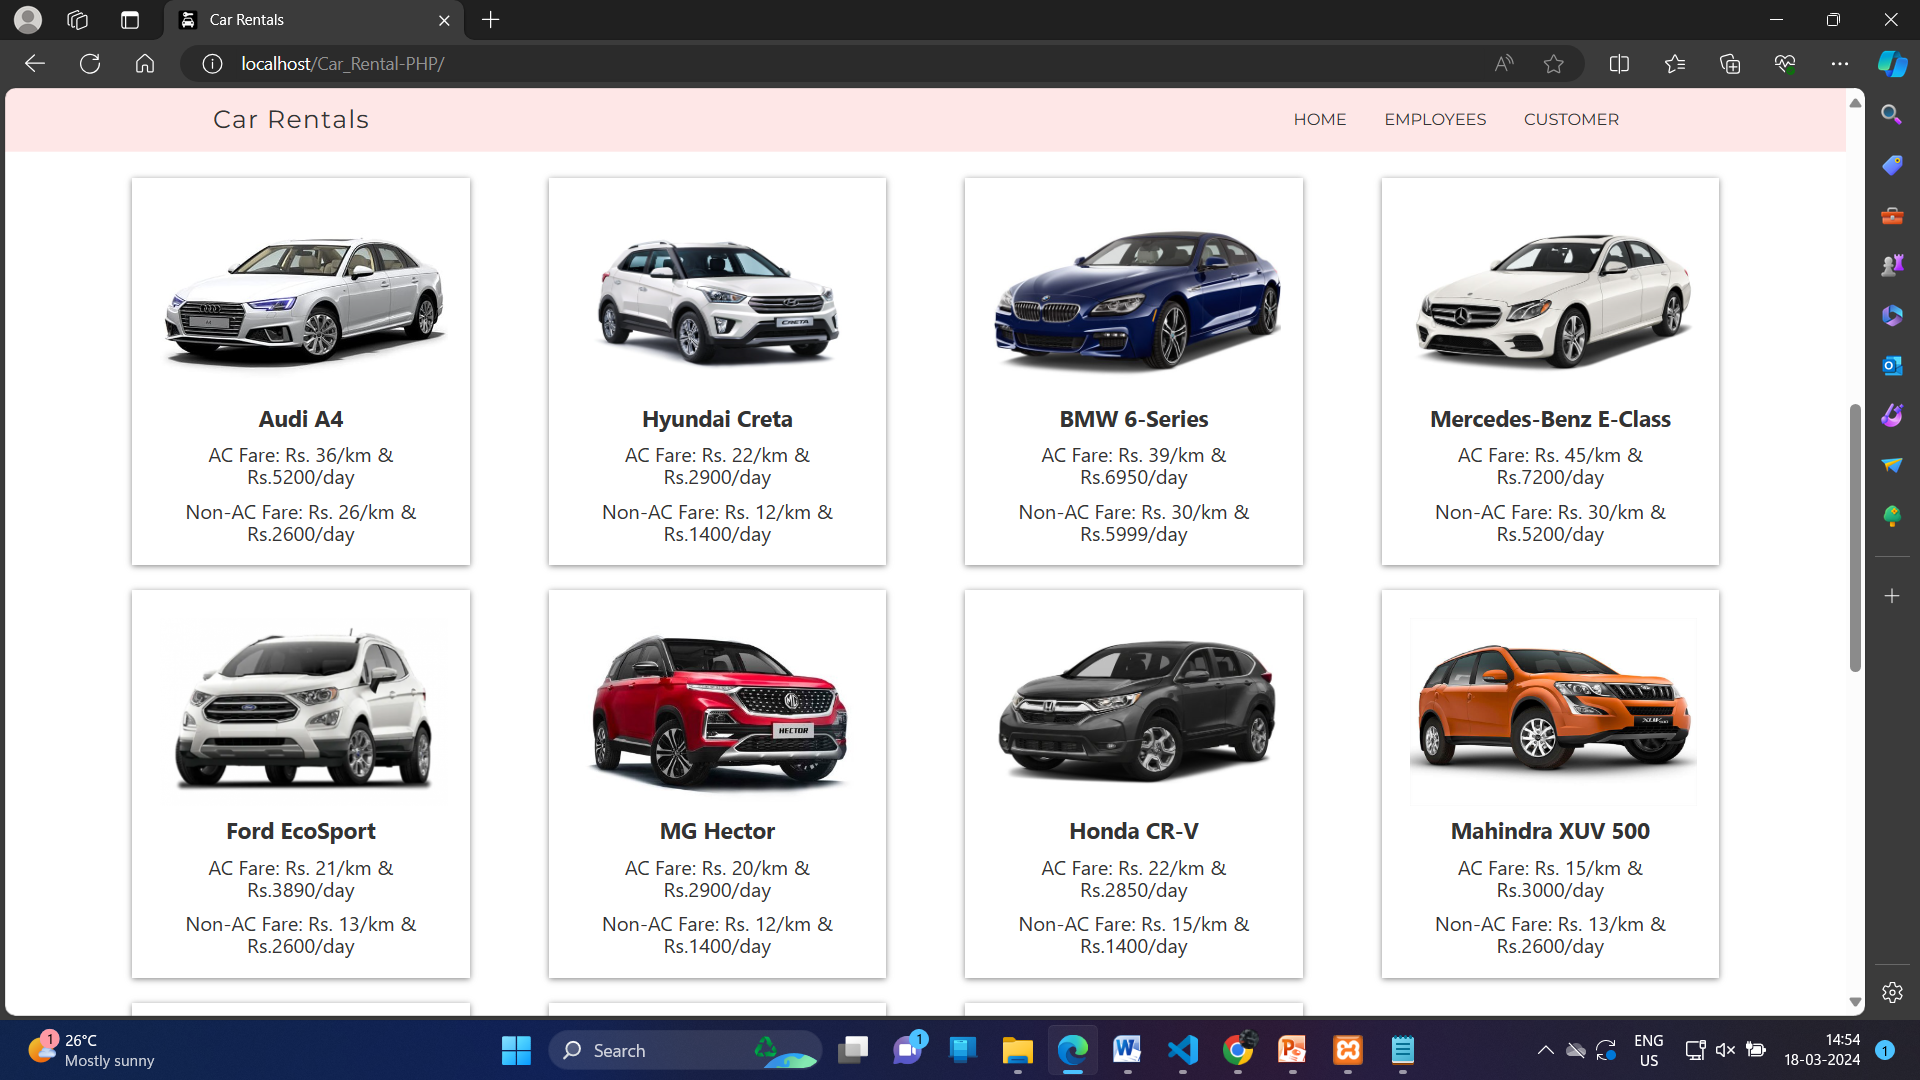 Car Rentals
localhost/Car_Rental-PHP/
Car Rentals
HOME
EMPLOYEES
CUSTOMER
CRETA
Audi A4
Hyundai Creta
BMW 6-Series
Mercedes-Benz E-Class
AC Fare: Rs. 36/km &
Rs.5200/day
AC Fare: Rs. 22/km &
Rs.2900/day
AC Fare: Rs. 39/km &
Rs.6950/day
AC Fare: Rs. 45/km &
Rs.7200/day
Non-AC Fare: Rs. 26/km &
Rs.2600/day
Non-AC Fare: Rs. 12/km &
Rs.1400/day
Non-AC Fare: Rs. 30/km &
Rs.5999/day
Non-AC Fare: Rs. 30/km &
Rs.5200/day
HECTOR
Ford EcoSport
MG Hector
Honda CR-V
Mahindra XUV 500
AC Fare: Rs. 21/km &
Rs.3890/day
AC Fare: Rs. 20/km &
Rs.2900/day
AC Fare: Rs. 22/km &
Rs.2850/day
AC Fare: Rs. 15/km &
Rs.3000/day
Non-AC Fare: Rs. 13/km &
Rs.2600/day
Non-AC Fare: Rs. 12/km &
Rs.1400/day
Non-AC Fare: Rs. 15/km &
Rs.1400/day
Non-AC Fare: Rs. 13/km &
Rs.2600/day
1
26°C
Mostly sunny
Search
1
ENG
US
14:54
18-03-2024
1